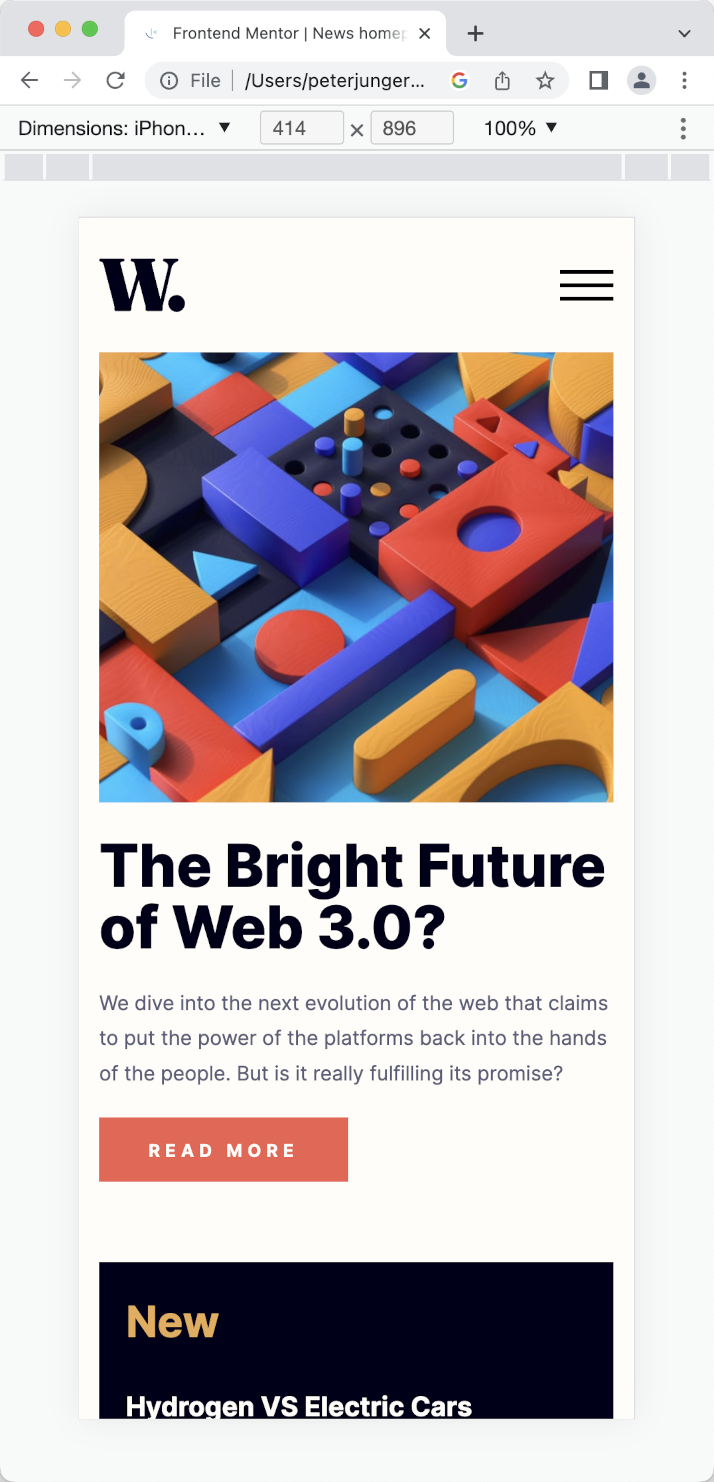 Frontend Mentor | News homep
File
/Users/peterjunger...
Dimensions: iPhon...
414 × 896
100%
W.
The Bright Future
of Web 3.0?
We dive into the next evolution of the web that claims
to put the power of the platforms back into the hands
of the people. But is it really fulfilling its promise?
READ MORE
New
Hydrogen VS Electric Cars